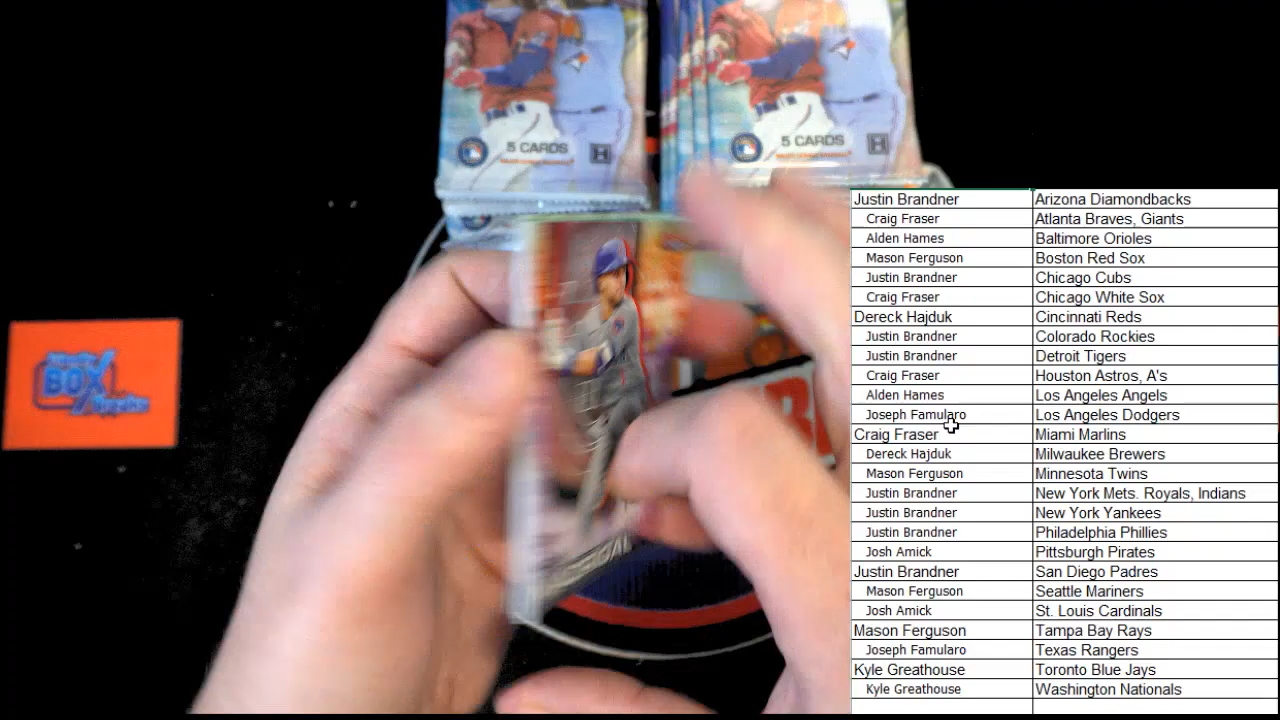 5 CARDS
5 CARDS
BOX
Justin Brandner Arizona Diamondbacks
Craig Fraser Atlanta Braves, Giants
Alden Hames Baltimore Orioles
Mason Ferguson Boston Red Sox
Justin Brandner Chicago Cubs
Craig Fraser Chicago White Sox
Dereck Hajduk Cincinnati Reds
Justin Brandner Colorado Rockies
Justin Brandner Detroit Tigers
Craig Fraser Houston Astros, A's
Alden Hames Los Angeles Angels
Joseph Famularo Los Angeles Dodgers
Craig Fraser Miami Marlins
Dereck Hajduk Milwaukee Brewers
Mason Ferguson Minnesota Twins
Justin Brandner New York Mets. Royals, Indians
Justin Brandner New York Yankees
Justin Brandner Philadelphia Phillies
Josh Amick Pittsburgh Pirates
Justin Brandner San Diego Padres
Mason Ferguson Seattle Mariners
Josh Amick St. Louis Cardinals
Mason Ferguson Tampa Bay Rays
Joseph Famularo Texas Rangers
Kyle Greathouse Toronto Blue Jays
Kyle Greathouse Washington Nationals